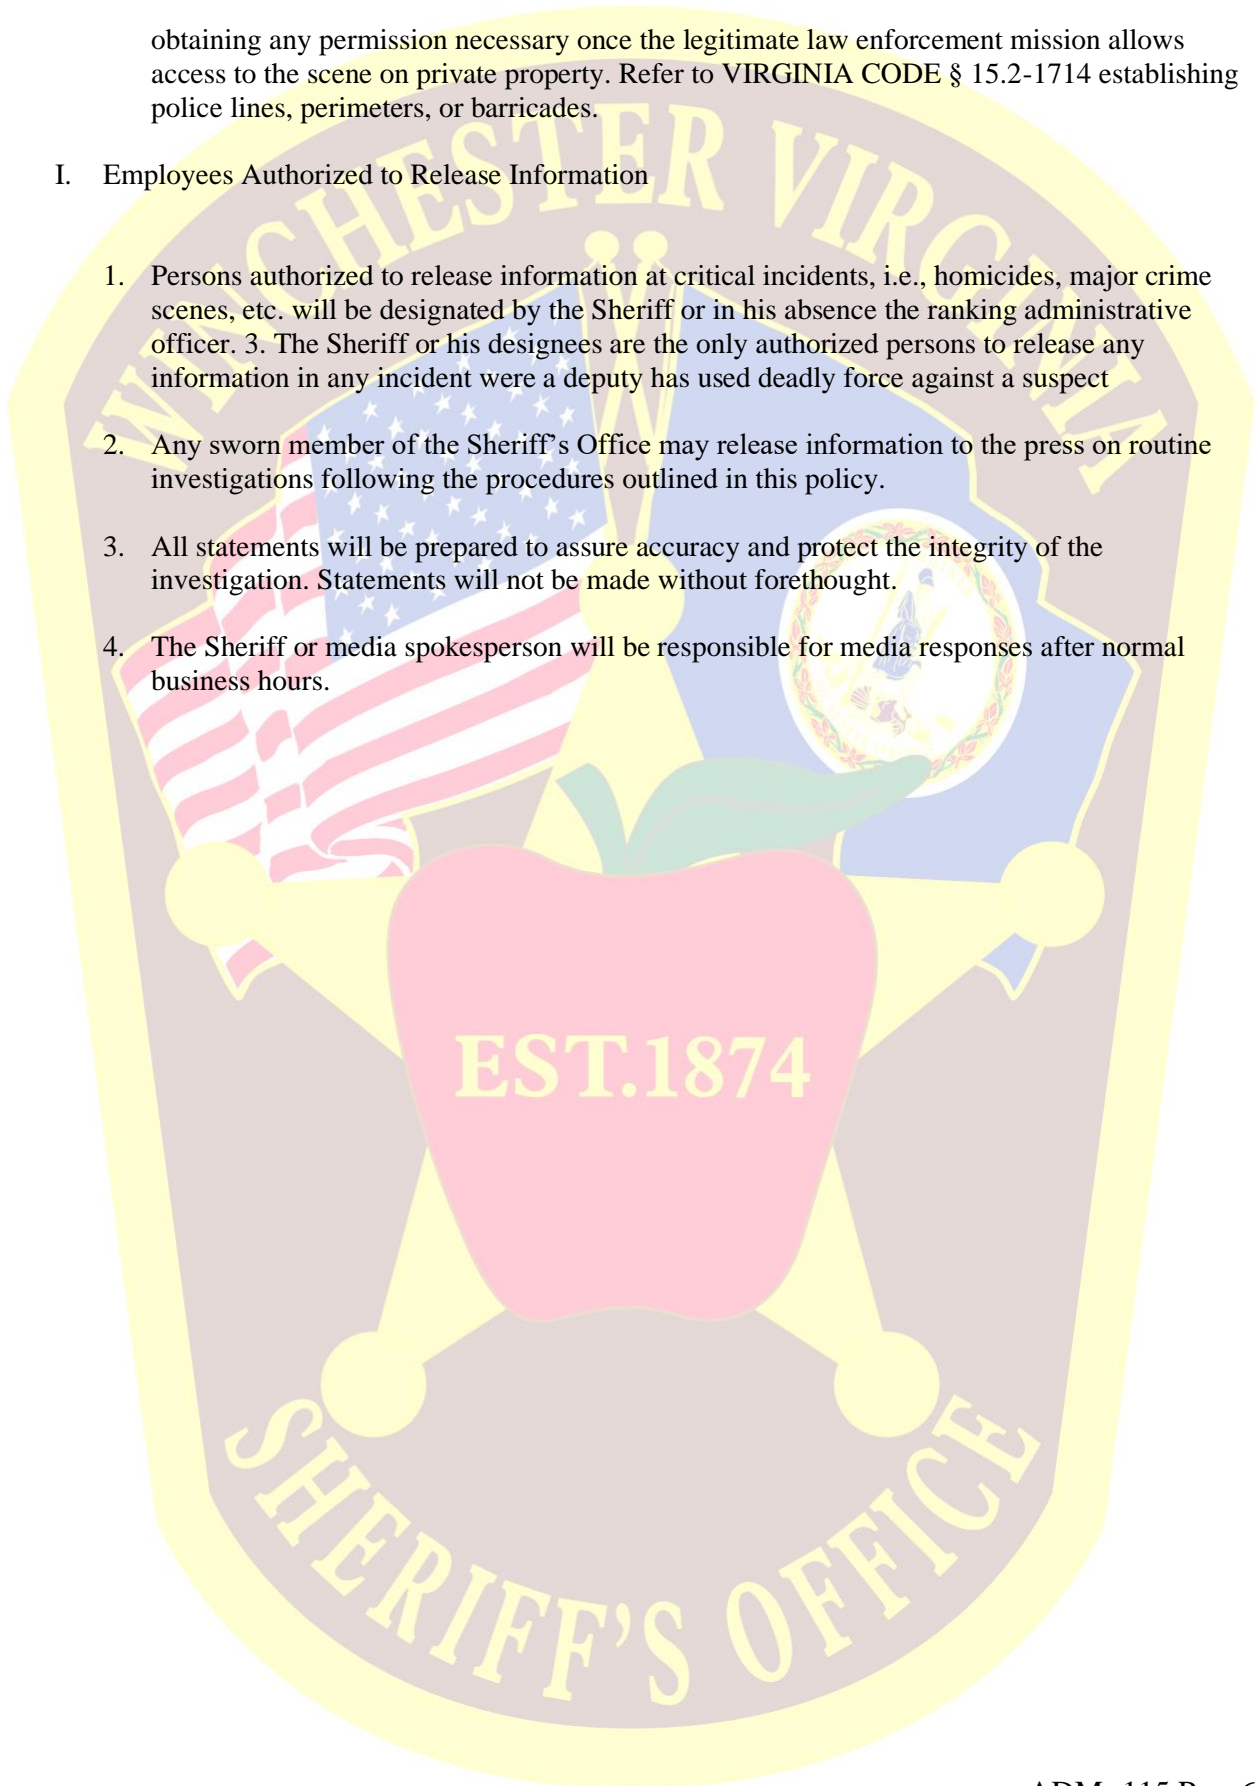 obtaining any permission necessary once the legitimate law enforcement mission allows
access to the scene on private property. Refer to VIRGINIA CODE § 15.2-1714 establishing
police lines, perimeters, or barricades.
I. Employees Authorized to Release Information
1. Persons authorized to release information at critical incidents, i.e., homicides, major crime
scenes, etc. will be designated by the Sheriff or in his absence the ranking administrative
officer. 3. The Sheriff or his designees are the only authorized persons to release any
information in any incident were a deputy has used deadly force against a suspect
2. Any sworn member of the Sheriff’s Office may release information to the press on routine
investigations following the procedures outlined in this policy.
3. All statements will be prepared to assure accuracy and protect the integrity of the
investigation. Statements will not be made without forethought.
4. The Sheriff or media spokesperson will be responsible for media responses after normal
business hours.
WINCHESTER VIRGINIA
EST.1874
SHERIFF’S OFFICE